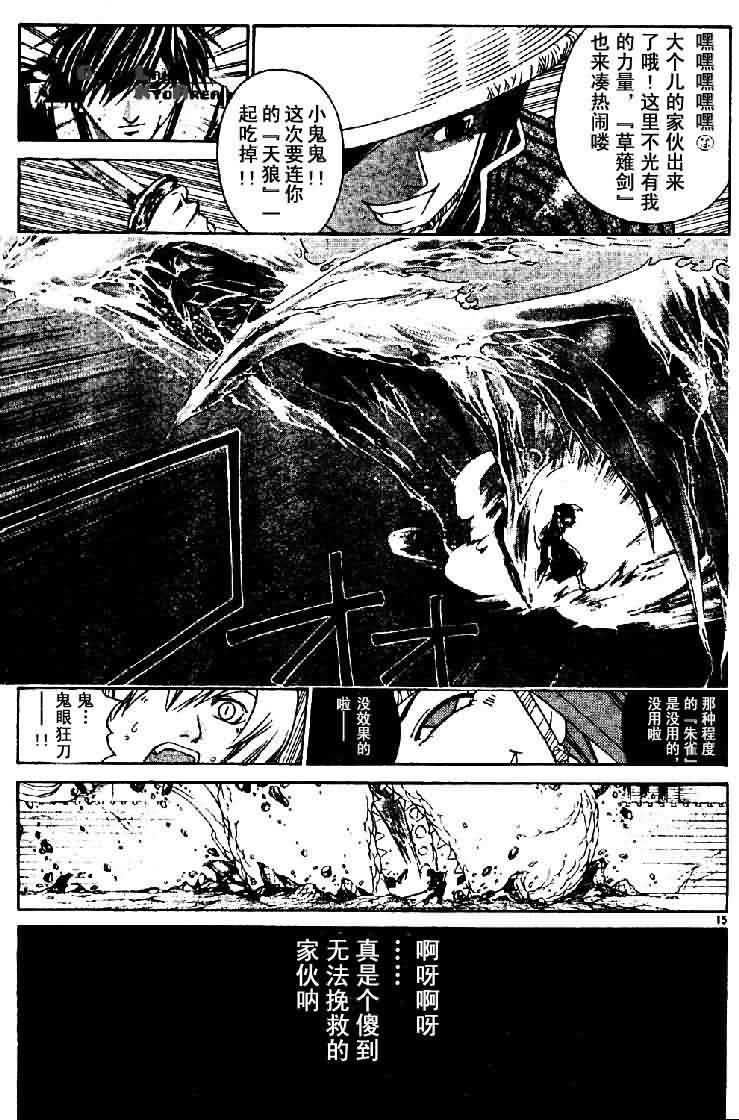 嘿嘿嘿嘿嘿
大个儿的家伙出来
了哦！这里不光有我
的力量，『草薙剑』
也来凑热闹喽
小鬼鬼!!
这次要连你
的『天狼』一
起吃掉!!
オオ
那种程度
的『朱雀』
是没用的，
没用啦
没效果的
啦——
鬼…
鬼眼狂刀
——!!
15
啊呀啊呀
……
真是个傻到
无法挽救的
家伙呐